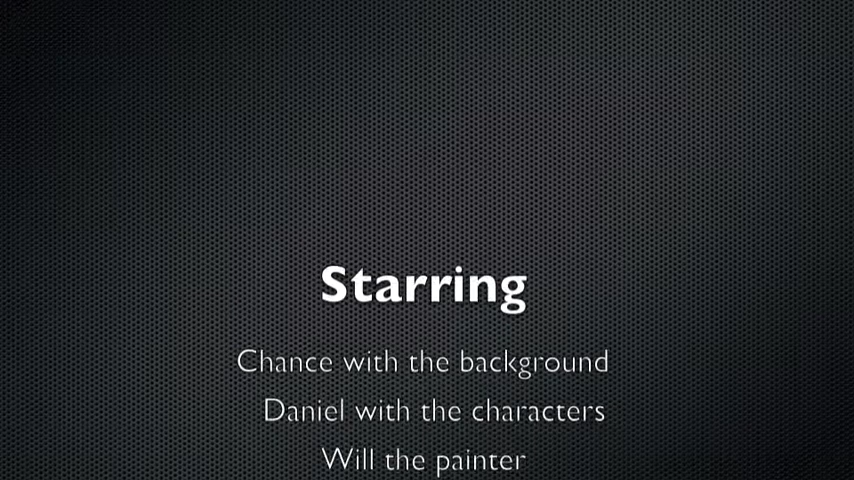 Starring
Chance with the background
Daniel with the characters
Will the painter